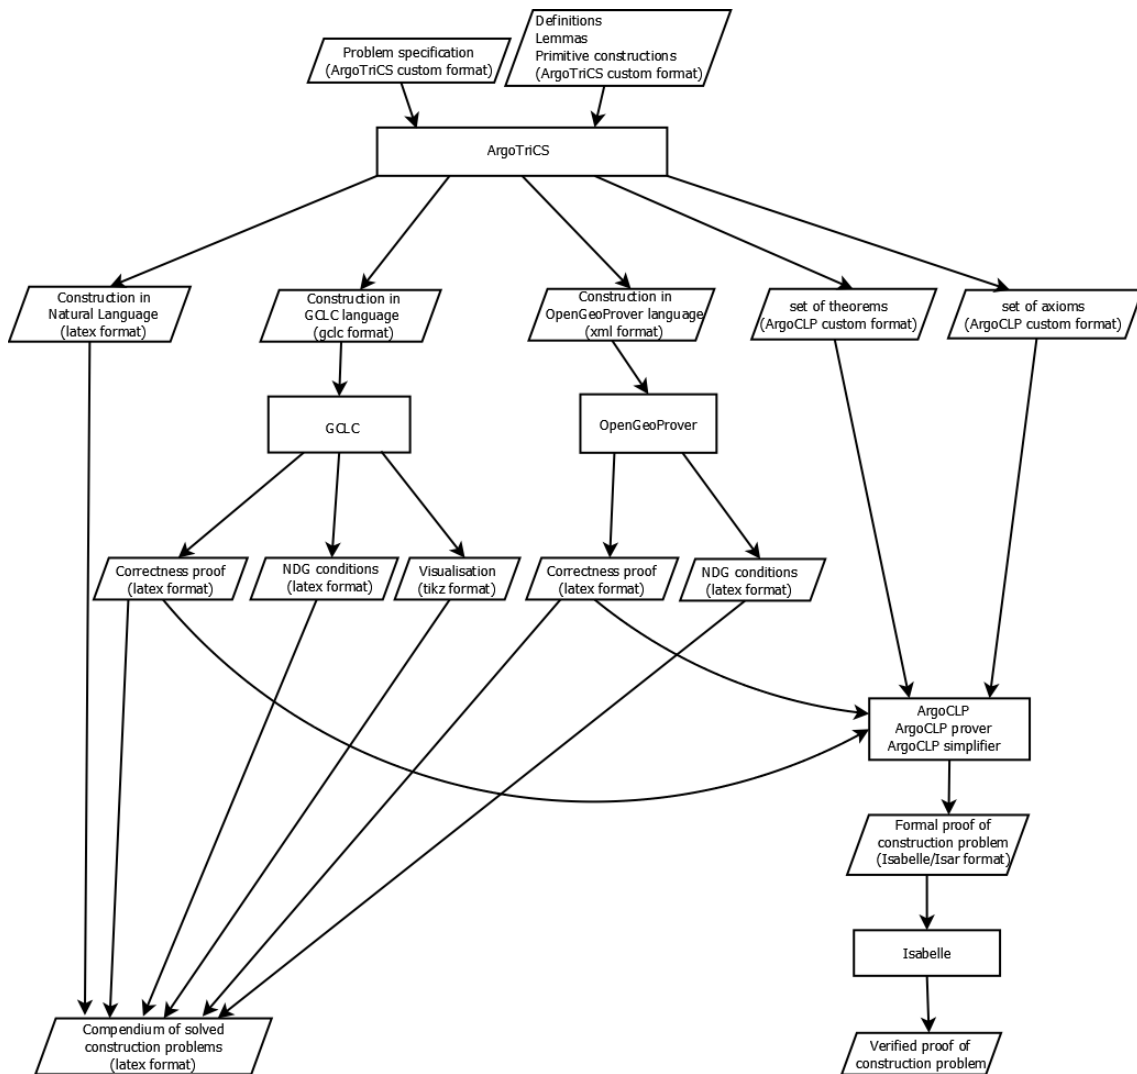 Problem specification
(ArgoTriCS custom format)
Definitions
Lemmas
Primitive constructions
(ArgoTriCS custom format)
ArgoTriCS
Construction in
Natural Language
(latex format)
Construction in
GCLC language
(gclc format)
Construction in
OpenGeoProver language
(xml format)
set of theorems
(ArgoCLP custom format)
set of axioms
(ArgoCLP custom format)
GCLC
OpenGeoProver
Correctness proof
(latex format)
NDG conditions
(latex format)
Visualisation
(tikz format)
Correctness proof
(latex format)
NDG conditions
(latex format)
ArgoCLP
ArgoCLP prover
ArgoCLP simplifier
Formal proof of
construction problem
(Isabelle/Isar format)
Isabelle
Compendium of solved
construction problems
(latex format)
Verified proof of
construction problem